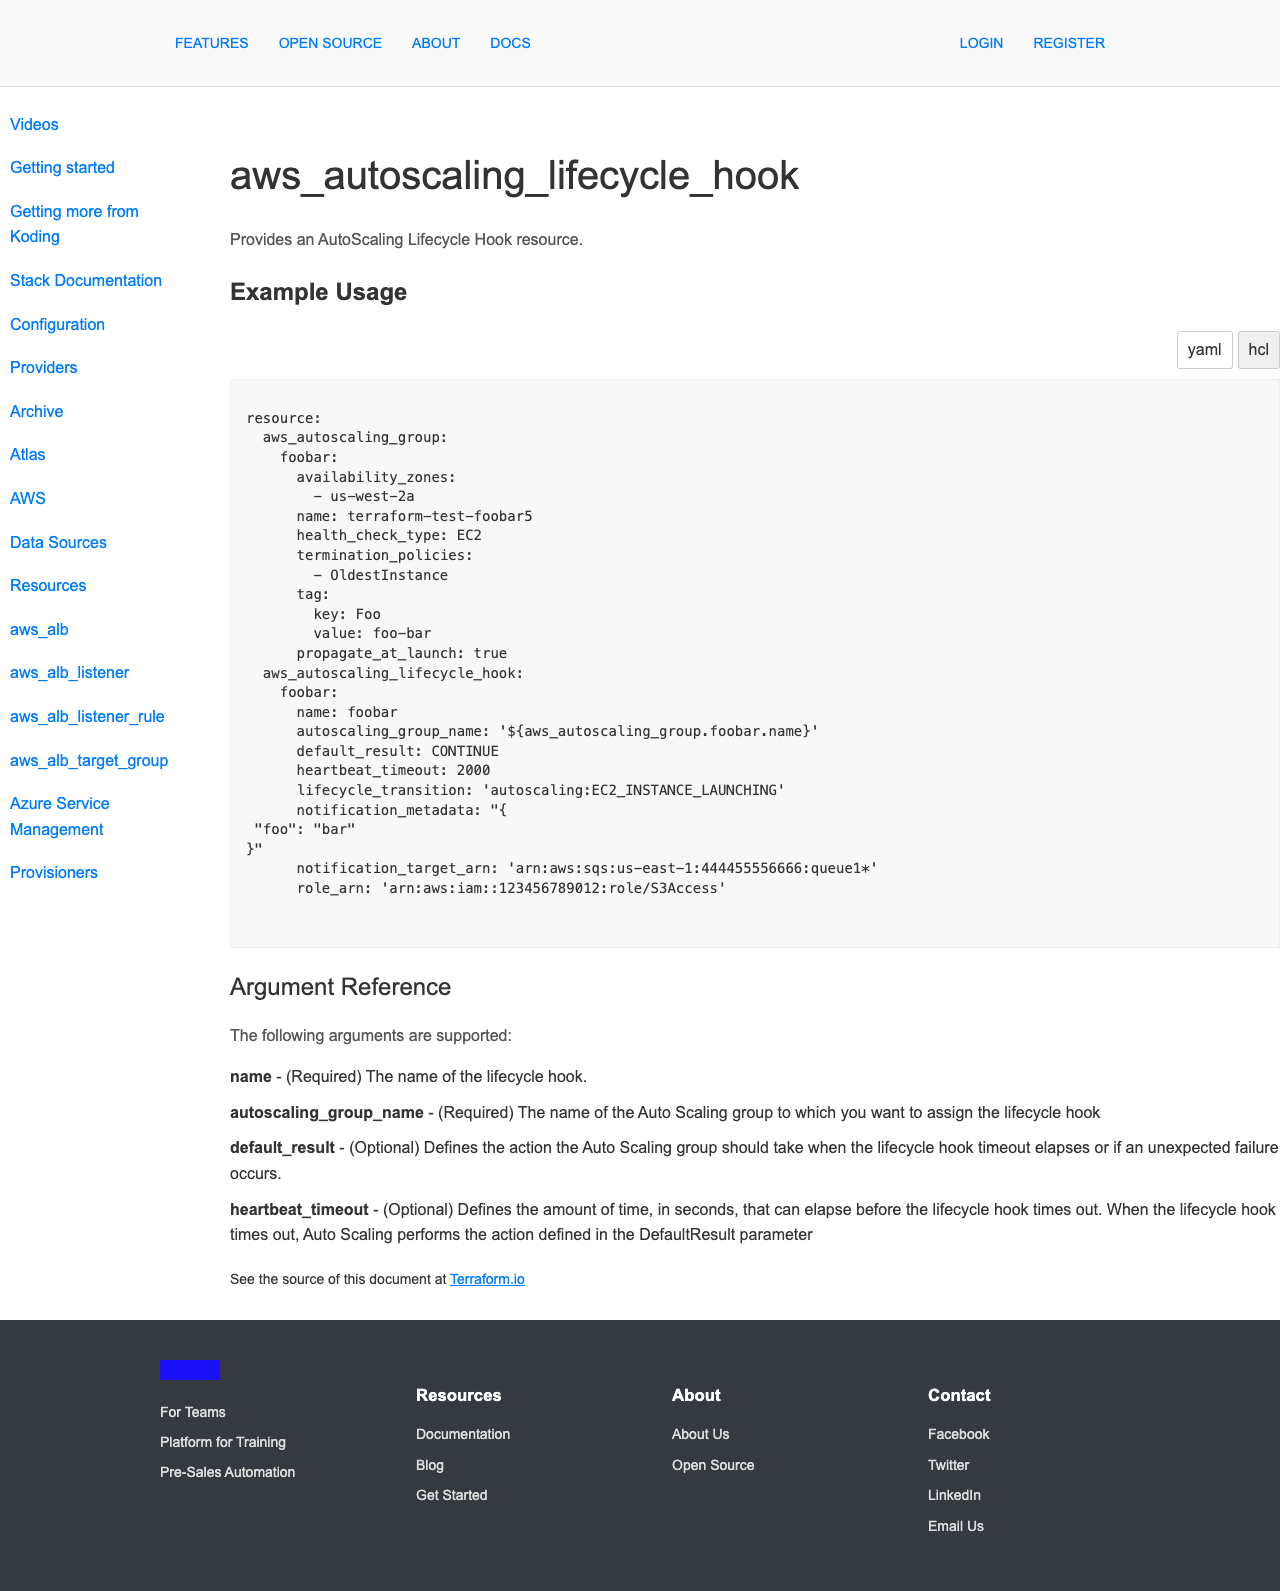 FEATURES OPEN SOURCE ABOUT DOCS LOGIN REGISTER
Videos
Getting started
Getting more from
Koding
Stack Documentation
Configuration
Providers
Archive
Atlas
AWS
Data Sources
Resources
aws_alb
aws_alb_listener
aws_alb_listener_rule
aws_alb_target_group
Azure Service
Management
Provisioners
aws_autoscaling_lifecycle_hook
Provides an AutoScaling Lifecycle Hook resource.
Example Usage
yaml hcl
resource:
  aws_autoscaling_group:
    foobar:
      availability_zones:
        - us-west-2a
      name: terraform-test-foobar5
      health_check_type: EC2
      termination_policies:
        - OldestInstance
      tag:
        key: Foo
        value: foo-bar
      propagate_at_launch: true
  aws_autoscaling_lifecycle_hook:
    foobar:
      name: foobar
      autoscaling_group_name: '${aws_autoscaling_group.foobar.name}'
      default_result: CONTINUE
      heartbeat_timeout: 2000
      lifecycle_transition: 'autoscaling:EC2_INSTANCE_LAUNCHING'
      notification_metadata: "{
 "foo": "bar"
}"
      notification_target_arn: 'arn:aws:sqs:us-east-1:444455556666:queue1*'
      role_arn: 'arn:aws:iam::123456789012:role/S3Access'
Argument Reference
The following arguments are supported:
name - (Required) The name of the lifecycle hook.
autoscaling_group_name - (Required) The name of the Auto Scaling group to which you want to assign the lifecycle hook
default_result - (Optional) Defines the action the Auto Scaling group should take when the lifecycle hook timeout elapses or if an unexpected failure
occurs.
heartbeat_timeout - (Optional) Defines the amount of time, in seconds, that can elapse before the lifecycle hook times out. When the lifecycle hook
times out, Auto Scaling performs the action defined in the DefaultResult parameter
See the source of this document at Terraform.io
For Teams
Platform for Training
Pre-Sales Automation
Resources
Documentation
Blog
Get Started
About
About Us
Open Source
Contact
Facebook
Twitter
LinkedIn
Email Us